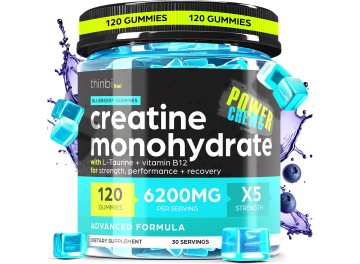 120 GUMMIES
120 GUMMIES
thinbi
BLUEBERRY GUMMIES
POWER
CHEWER
creatine
monohydrate
with L-Taurine + vitamin B12
for strength, performance + recovery
120
GUMMIES
6200MG
PER SERVING
X5
STRENGTH
ADVANCED FORMULA
DIETARY SUPPLEMENT
30 SERVINGS